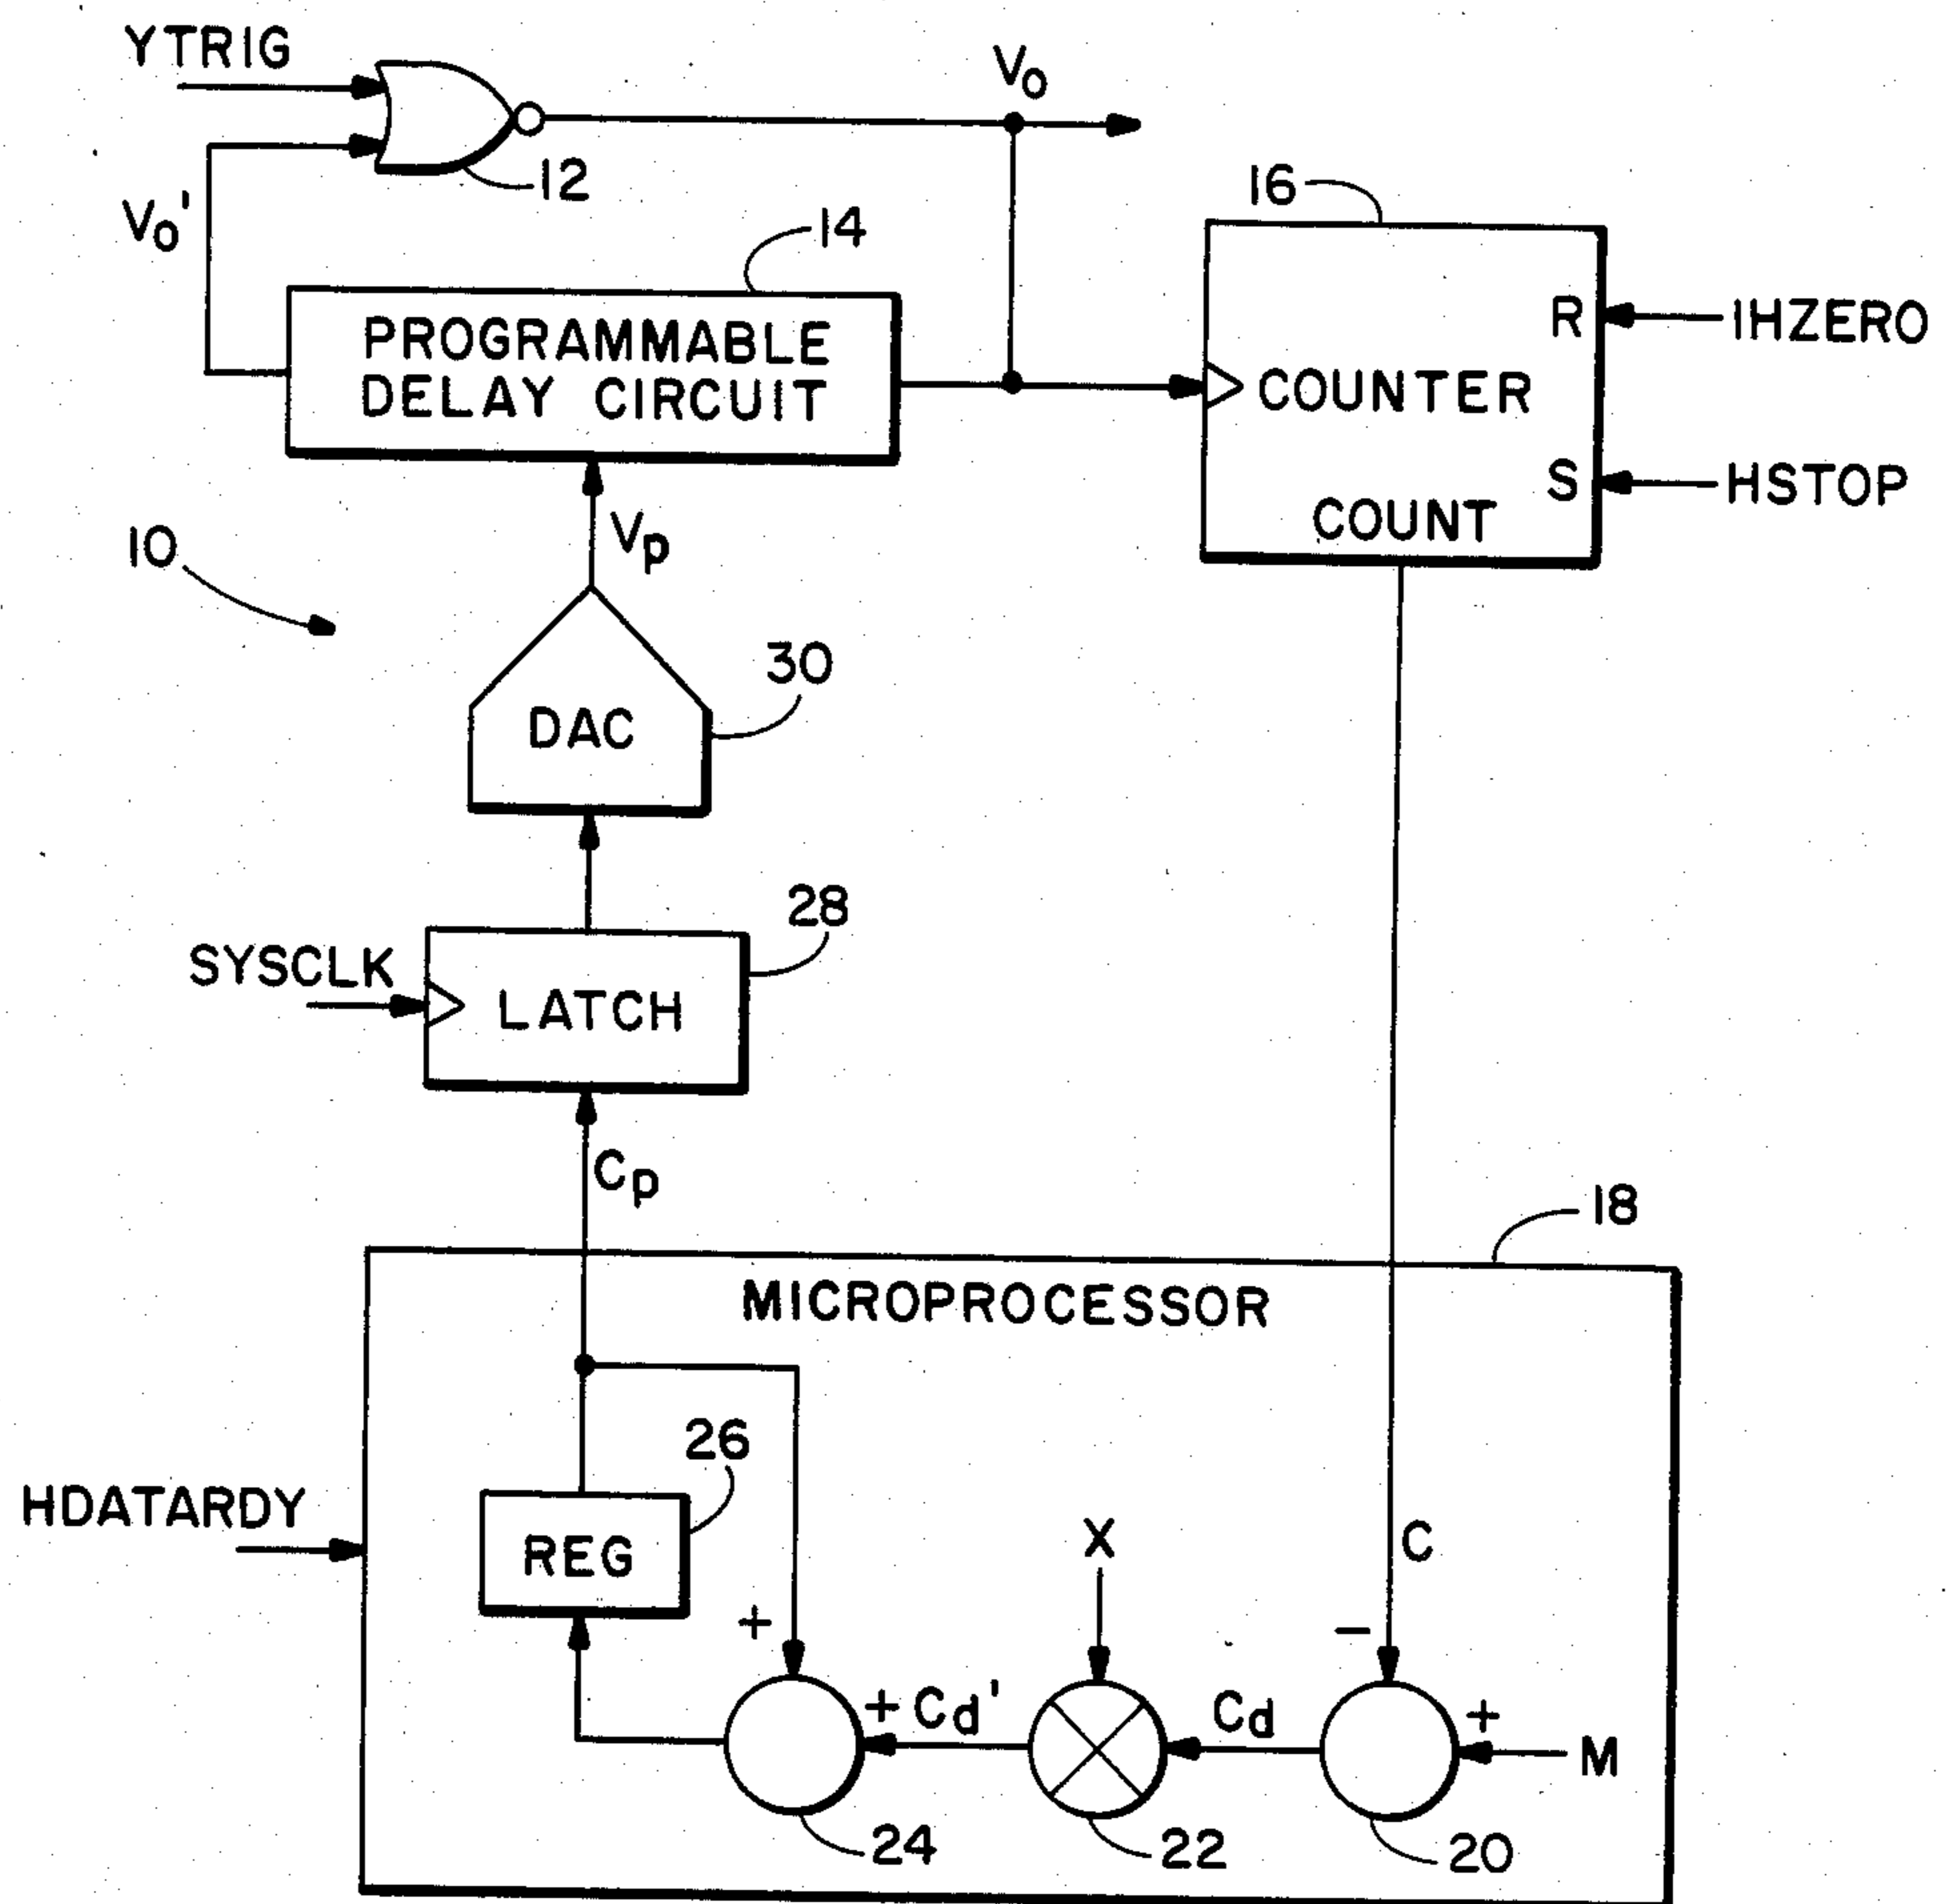 YTRIG
Vo
12
Vo'
14
16
PROGRAMMABLE
DELAY CIRCUIT
R
IHZERO
COUNTER
S
HSTOP
COUNT
10
Vp
30
DAC
28
SYSCLK
LATCH
Cp
18
MICROPROCESSOR
26
HDATARDY
REG
X
C
+
−
+ Cd'
Cd
+
M
24
22
20